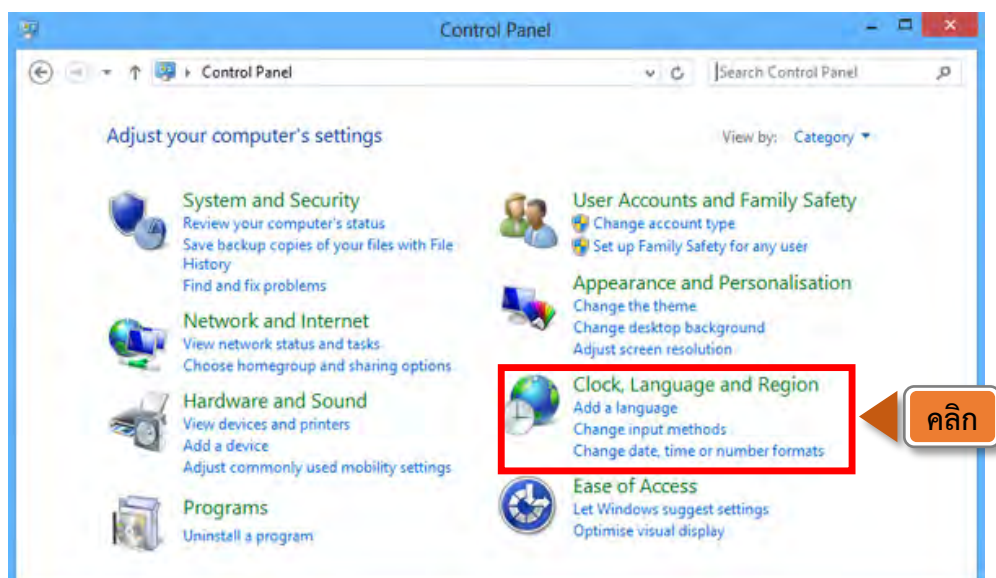 Control Panel
Control Panel
Search Control Panel
Adjust your computer's settings
View by: Category
System and Security
Review your computer's status
Save backup copies of your files with File
History
Find and fix problems
Network and Internet
View network status and tasks
Choose homegroup and sharing options
Hardware and Sound
View devices and printers
Add a device
Adjust commonly used mobility settings
Programs
Uninstall a program
User Accounts and Family Safety
Change account type
Set up Family Safety for any user
Appearance and Personalisation
Change the theme
Change desktop background
Adjust screen resolution
Clock, Language and Region
Add a language
Change input methods
Change date, time or number formats
คลิก
Ease of Access
Let Windows suggest settings
Optimise visual display